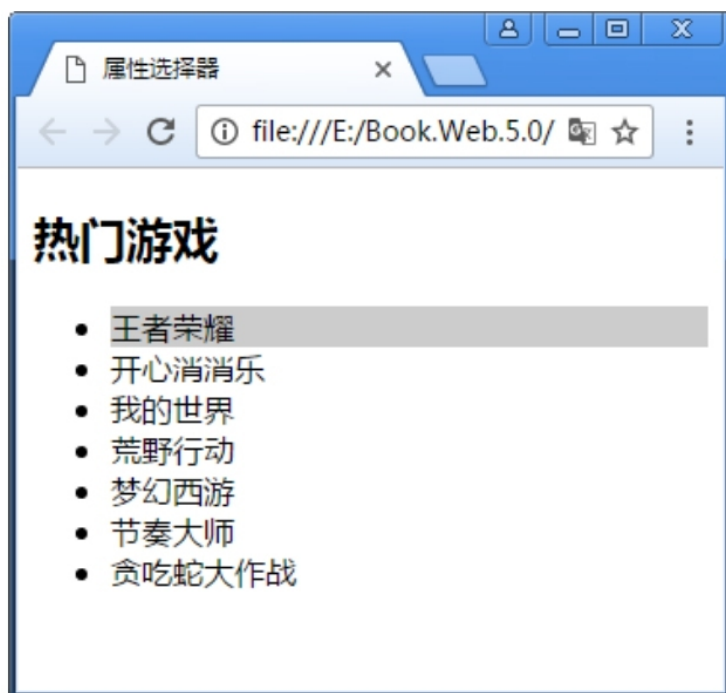 属性选择器
file:///E:/Book.Web.5.0/
热门游戏
王者荣耀
开心消消乐
我的世界
荒野行动
梦幻西游
节奏大师
贪吃蛇大作战